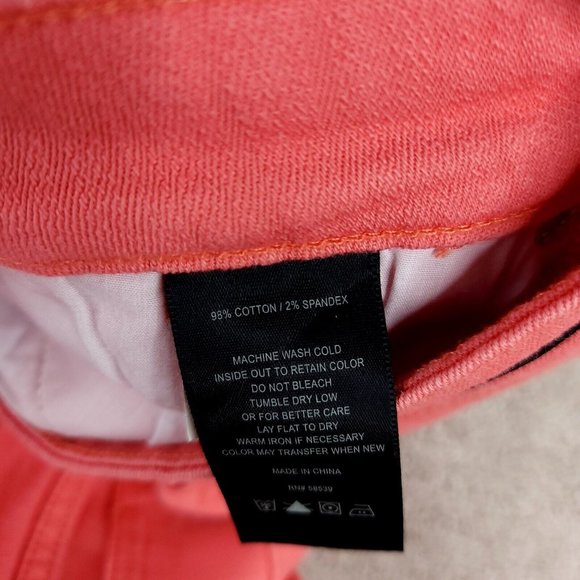 98% COTTON / 2% SPANDEX
MACHINE WASH COLD
INSIDE OUT TO RETAIN COLOR
DO NOT BLEACH
TUMBLE DRY LOW
OR FOR BETTER CARE
LAY FLAT TO DRY
WARM IRON IF NECESSARY
COLOR MAY TRANSFER WHEN NEW
MADE IN CHINA
RN# 58539